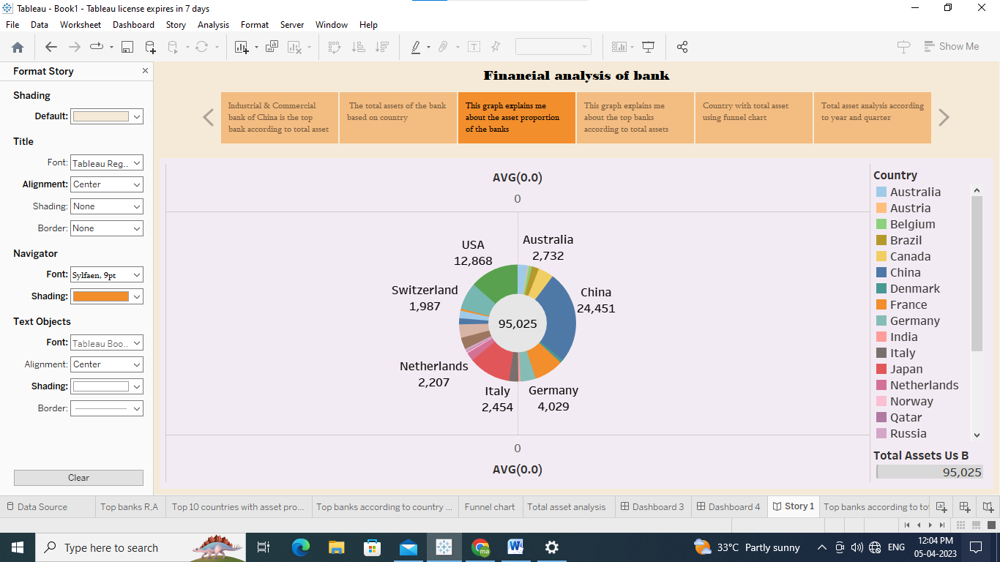 Tableau - Book1 - Tableau license expires in 7 days
File Data Worksheet Dashboard Story Analysis Format Server Window Help
Show Me
Format Story
Shading
Default:
Title
Font: Tableau Reg..
Alignment: Center
Shading: None
Border: None
Navigator
Font: Sylfaen, 9pt
Shading:
Text Objects
Font: Tableau Boo..
Alignment: Center
Shading:
Border:
Clear
Financial analysis of bank
Industrial & Commercial
bank of China is the top
bank according to total asset
The total assets of the bank
based on country
This graph explains me
about the asset proportion
of the banks
This graph explains me
about the top banks
according to total assets
Country with total asset
using funnel chart
Total asset analysis according
to year and quarter
AVG(0.0)
0
USA
12,868
Australia
2,732
Switzerland
1,987
China
24,451
95,025
Netherlands
2,207
Italy
2,454
Germany
4,029
0
AVG(0.0)
Country
Australia
Austria
Belgium
Brazil
Canada
China
Denmark
France
Germany
India
Italy
Japan
Netherlands
Norway
Qatar
Russia
Total Assets Us B
95,025
Data Source Top banks R.A Top 10 countries with asset pro... Top banks according to country ... Funnel chart Total asset analysis Dashboard 3 Dashboard 4 Story 1 Top banks according to tot
Type here to search
ma
W
33°C Partly sunny
ENG
12:04 PM
05-04-2023